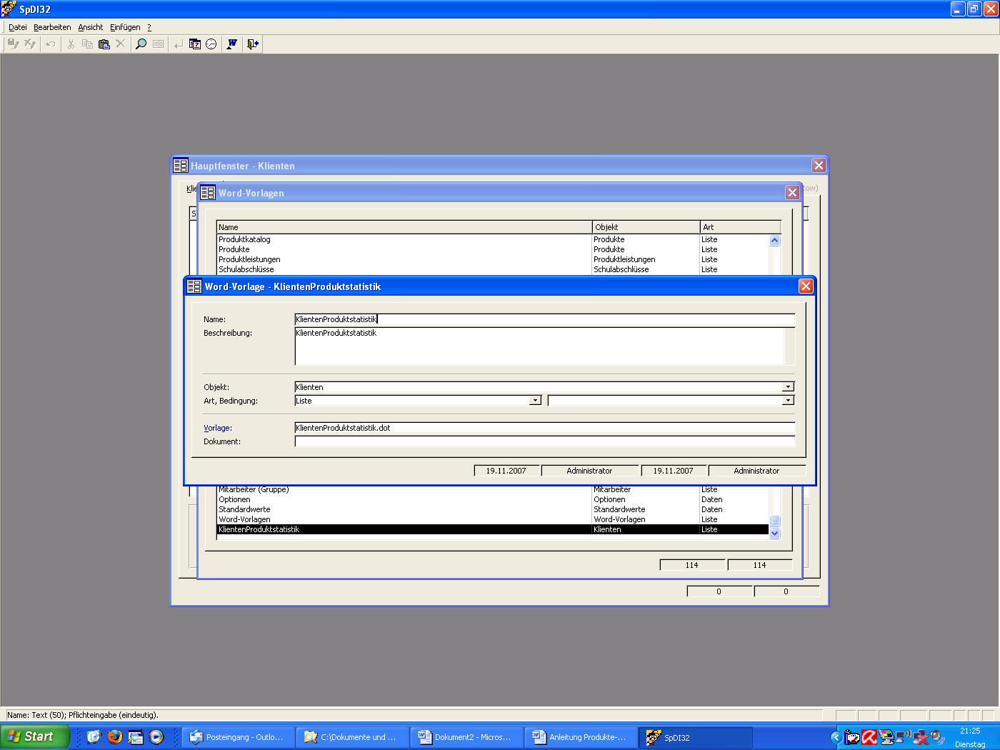 SpDI32
Datei Bearbeiten Ansicht Einfügen ?
Hauptfenster - Klienten
Word-Vorlagen
Name Objekt Art
Produktkatalog Produkte Liste
Produkte Produkte Liste
Produktleistungen Produktleistungen Liste
Schulabschlüsse Schulabschlüsse Liste
Word-Vorlage - KlientenProduktstatistik
Name: KlientenProduktstatistik
Beschreibung: KlientenProduktstatistik
Objekt: Klienten
Art, Bedingung: Liste
Vorlage: KlientenProduktstatistik.dot
Dokument:
19.11.2007 Administrator 19.11.2007 Administrator
Mitarbeiter (Gruppe) Mitarbeiter Liste
Optionen Optionen Daten
Standardwerte Standardwerte Daten
Word-Vorlagen Word-Vorlagen Liste
KlientenProduktstatistik Klienten Liste
114 114
0 0
Name: Text (50); Pflichteingabe (eindeutig).
Start Posteingang - Outlo... C:\Dokumente und ... Dokument2 - Micros... Anleitung Produkte-... SpDI32 21:25
Dienstag